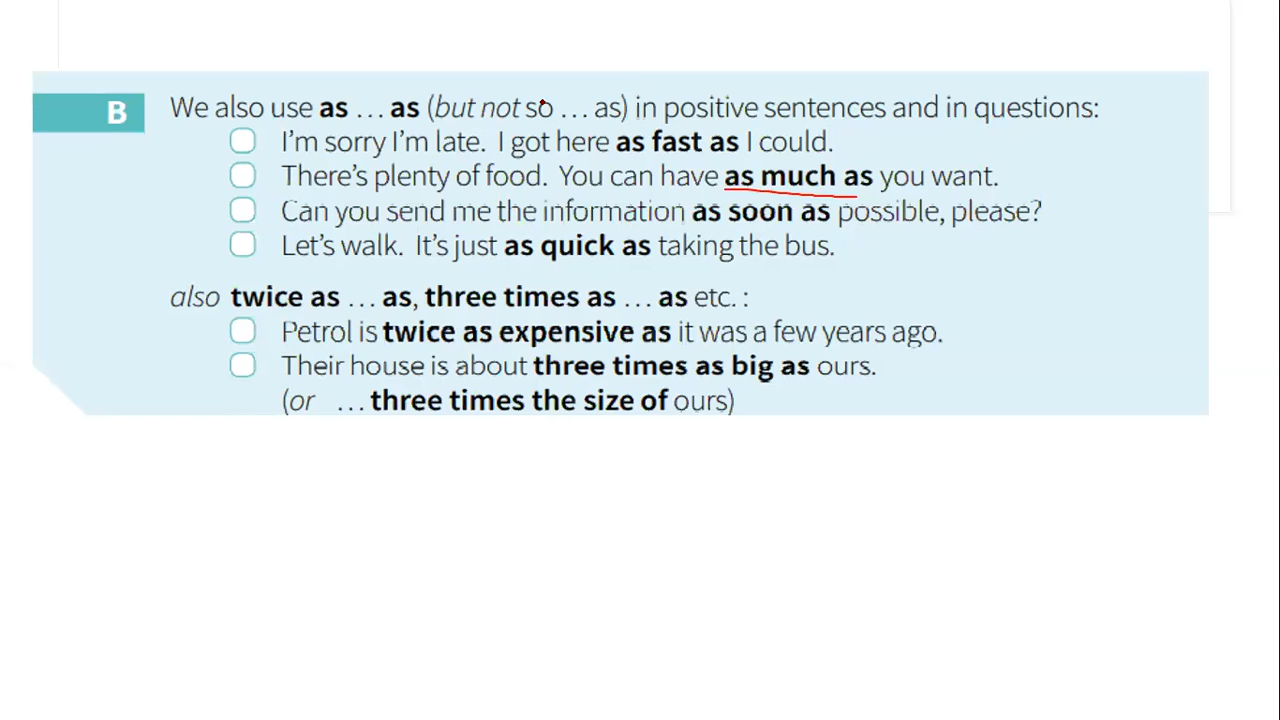 B
We also use as … as (but not so … as) in positive sentences and in questions:
I'm sorry I'm late. I got here as fast as I could.
There's plenty of food. You can have as much as you want.
Can you send me the information as soon as possible, please?
Let's walk. It's just as quick as taking the bus.
also twice as … as, three times as … as etc. :
Petrol is twice as expensive as it was a few years ago.
Their house is about three times as big as ours.
(or … three times the size of ours)